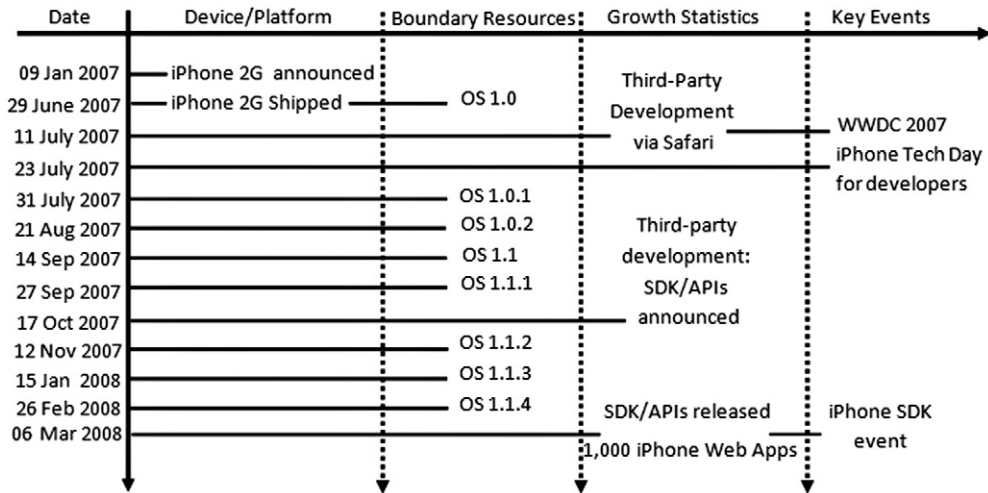 Date Device/Platform Boundary Resources Growth Statistics Key Events
09 Jan 2007 iPhone 2G announced
29 June 2007 iPhone 2G Shipped OS 1.0
Third-Party
Development
via Safari
11 July 2007 WWDC 2007
23 July 2007 iPhone Tech Day
for developers
31 July 2007 OS 1.0.1
21 Aug 2007 OS 1.0.2
14 Sep 2007 OS 1.1
27 Sep 2007 OS 1.1.1
Third-party
development:
SDK/APIs
announced
17 Oct 2007
12 Nov 2007 OS 1.1.2
15 Jan 2008 OS 1.1.3
26 Feb 2008 OS 1.1.4
06 Mar 2008
SDK/APIs released
1,000 iPhone Web Apps
iPhone SDK
event